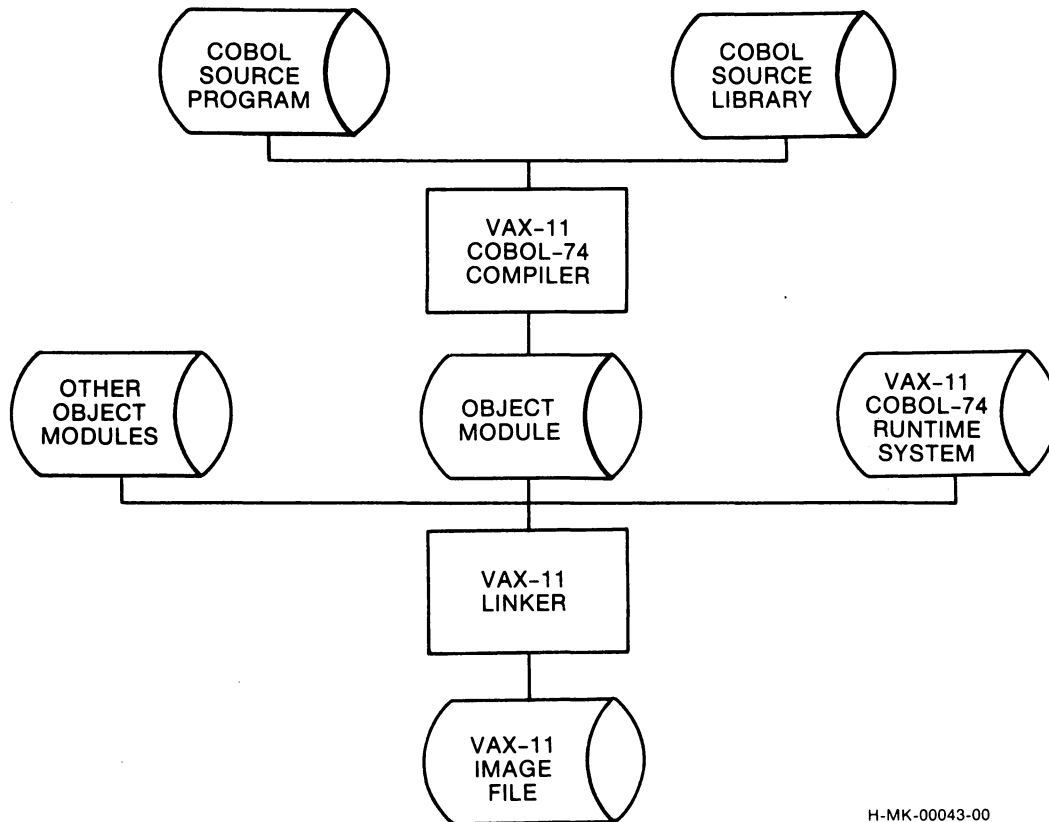 COBOL
SOURCE
PROGRAM
COBOL
SOURCE
LIBRARY
VAX-11
COBOL-74
COMPILER
OTHER
OBJECT
MODULES
OBJECT
MODULE
VAX-11
COBOL-74
RUNTIME
SYSTEM
VAX-11
LINKER
VAX-11
IMAGE
FILE
H-MK-00043-00